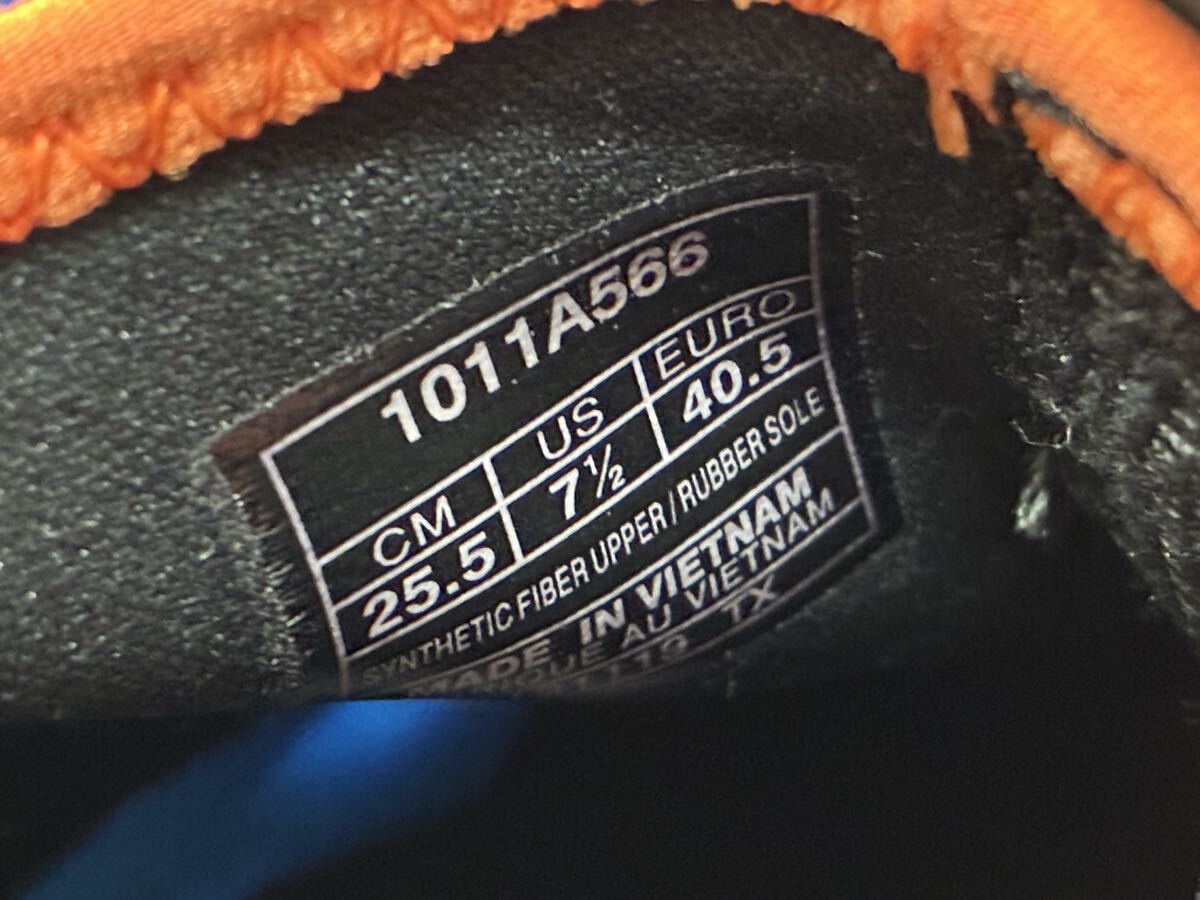 1011A566
CM US EURO
25.5 7½ 40.5
SYNTHETIC FIBER UPPER / RUBBER SOLE
MADE IN VIETNAM
AU VIETNAM
TX